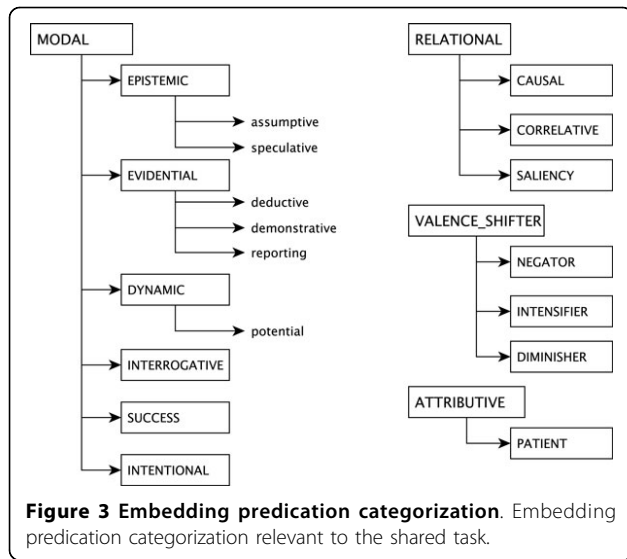 MODAL
EPISTEMIC
assumptive
speculative
EVIDENTIAL
deductive
demonstrative
reporting
DYNAMIC
potential
INTERROGATIVE
SUCCESS
INTENTIONAL
RELATIONAL
CAUSAL
CORRELATIVE
SALIENCY
VALENCE_SHIFTER
NEGATOR
INTENSIFIER
DIMINISHER
ATTRIBUTIVE
PATIENT
Figure 3 Embedding predication categorization. Embedding
predication categorization relevant to the shared task.